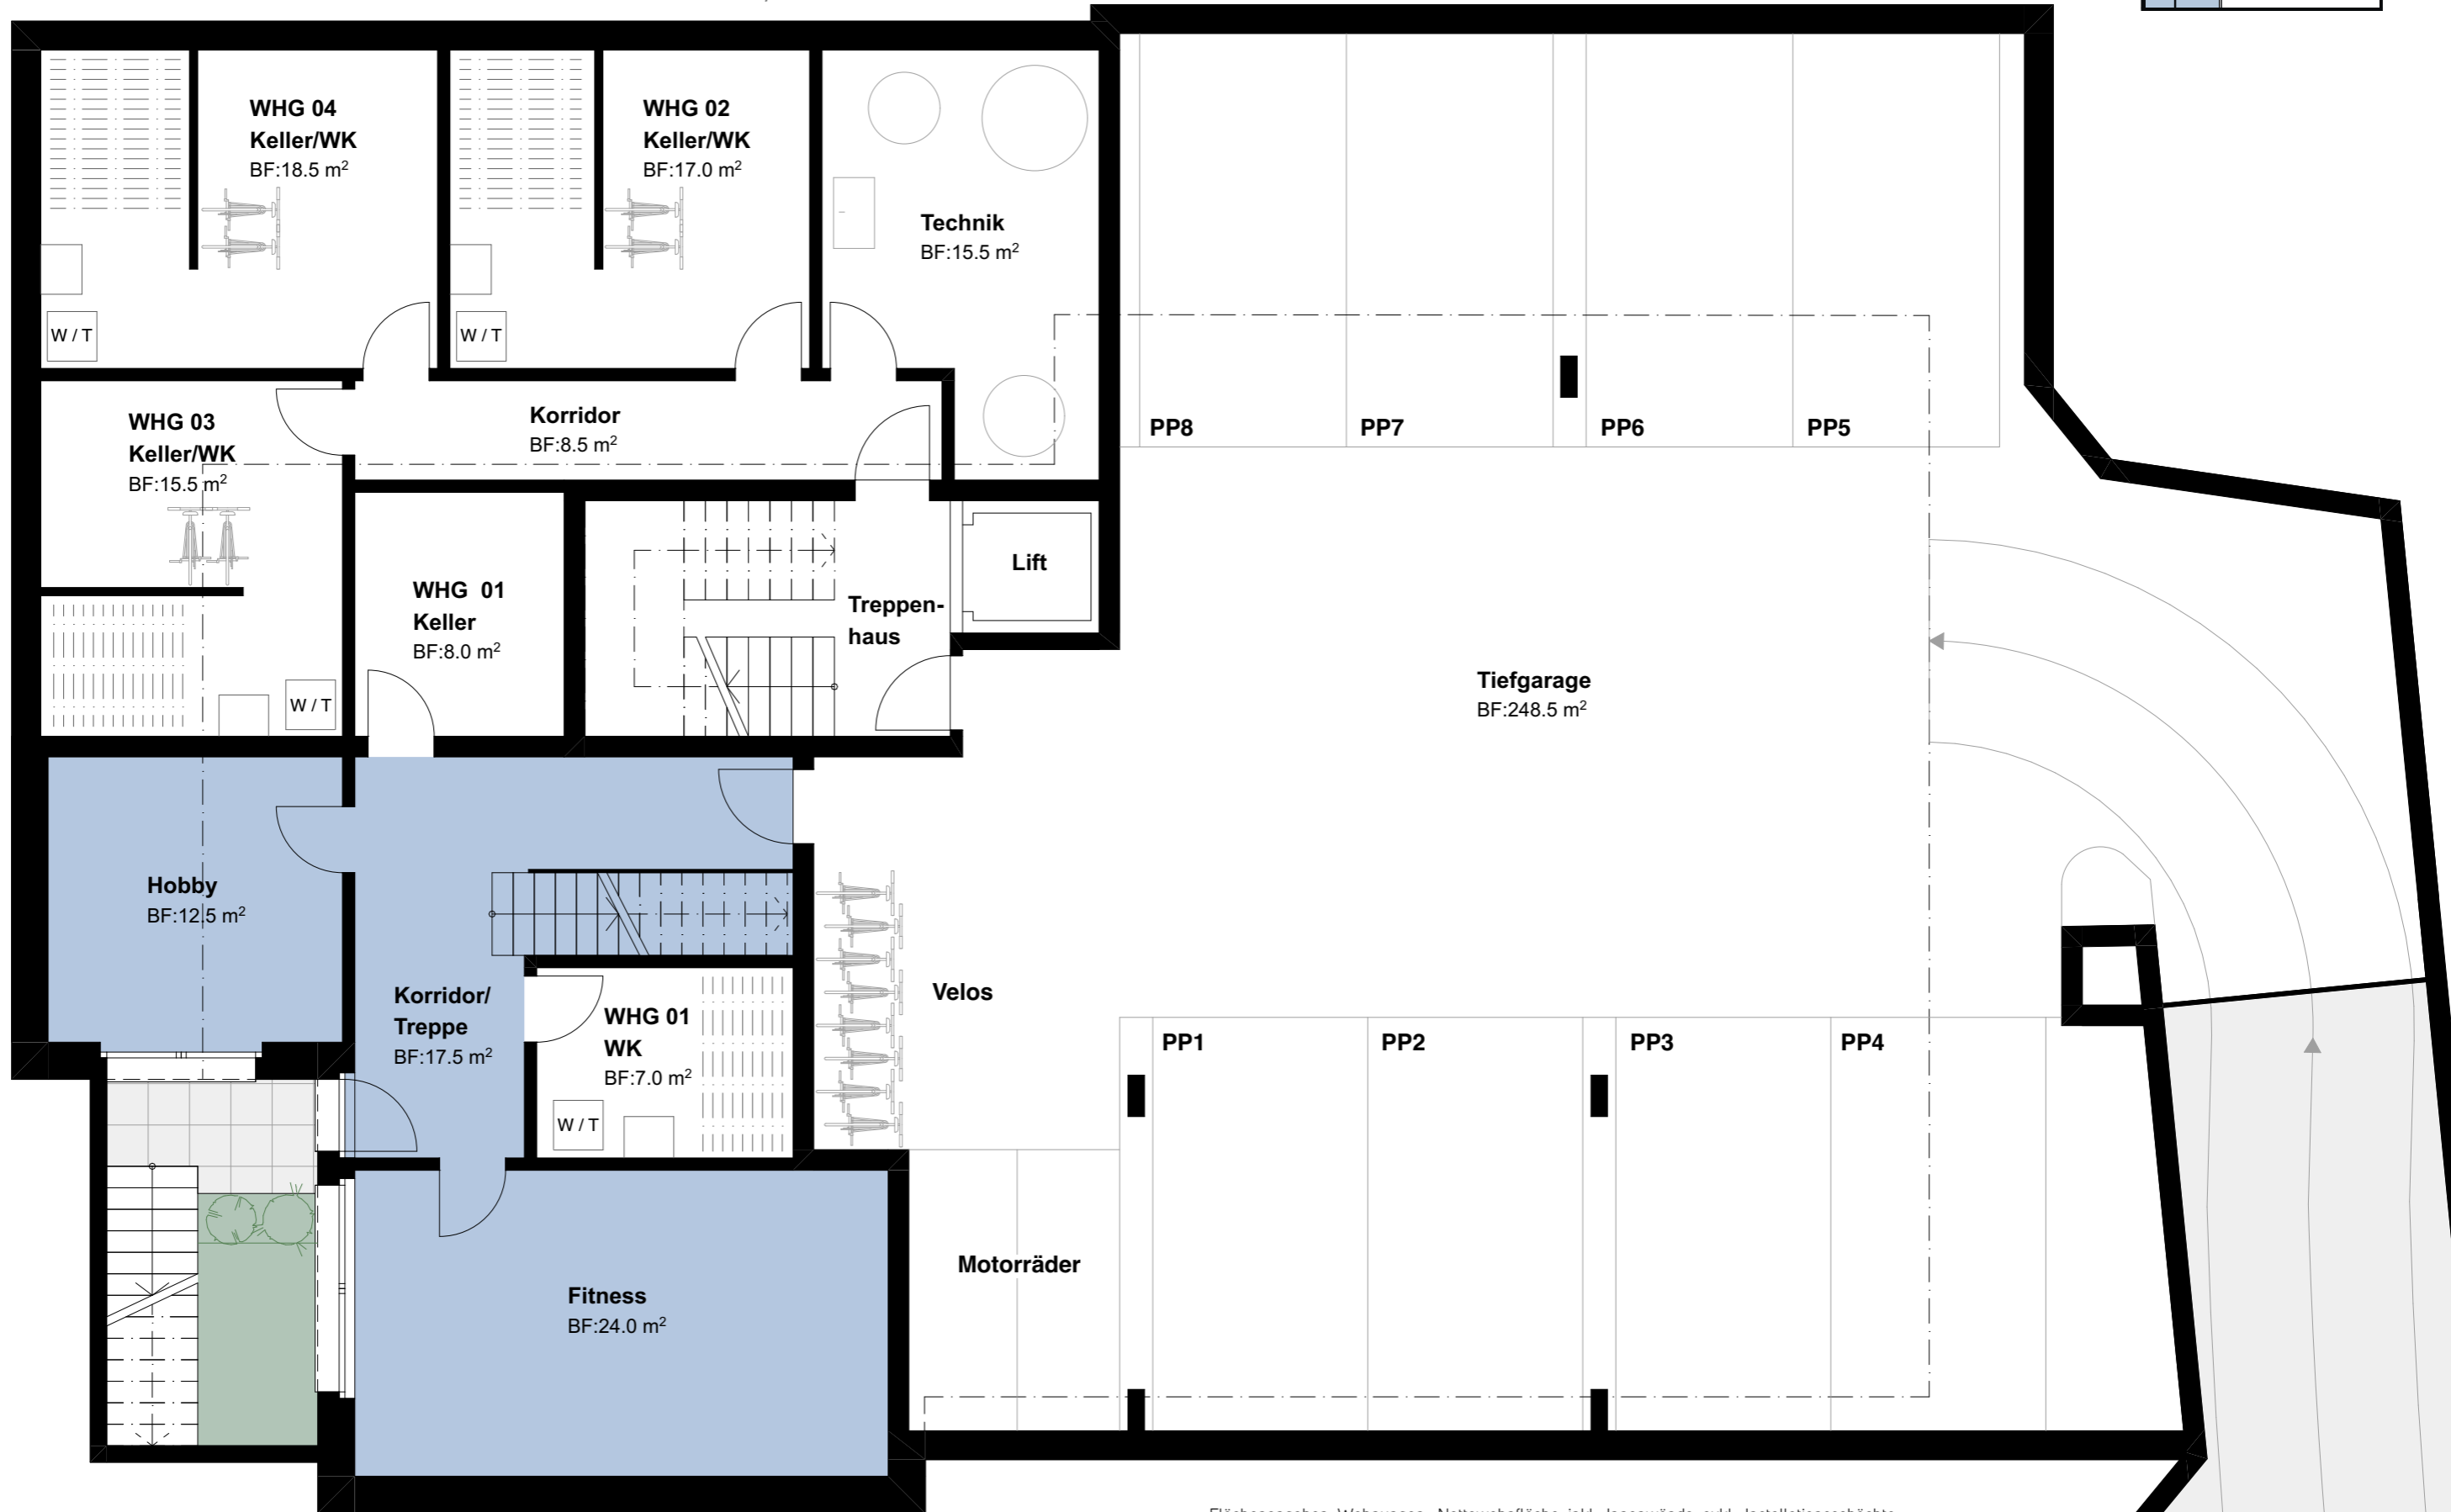 WHG 04
Keller/WK
BF:18.5 m²
W / T
WHG 02
Keller/WK
BF:17.0 m²
W / T
Technik
BF:15.5 m²
WHG 03
Keller/WK
BF:15.5 m²
W / T
Korridor
BF:8.5 m²
WHG 01
Keller
BF:8.0 m²
Treppen-
haus
Lift
PP8
PP7
PP6
PP5
Tiefgarage
BF:248.5 m²
Hobby
BF:12.5 m²
Korridor/
Treppe
BF:17.5 m²
WHG 01
WK
BF:7.0 m²
W / T
Velos
PP1
PP2
PP3
PP4
Motorräder
Fitness
BF:24.0 m²